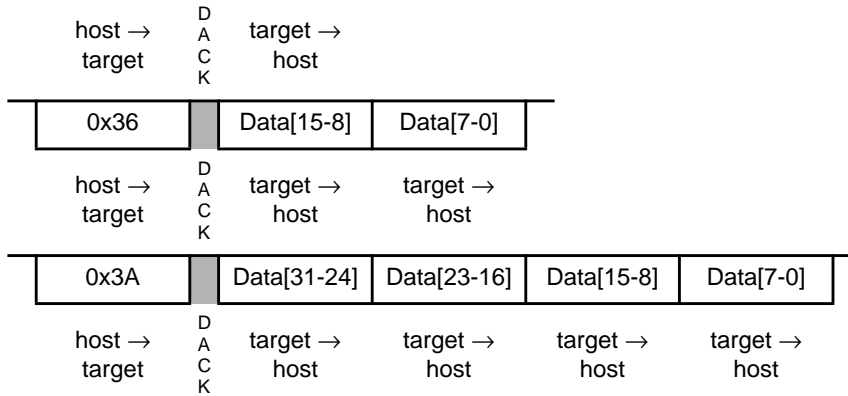 host → target D A C K target → host
0x36 Data[15-8] Data[7-0]
host → target D A C K target → host target → host
0x3A Data[31-24] Data[23-16] Data[15-8] Data[7-0]
host → target D A C K target → host target → host target → host target → host